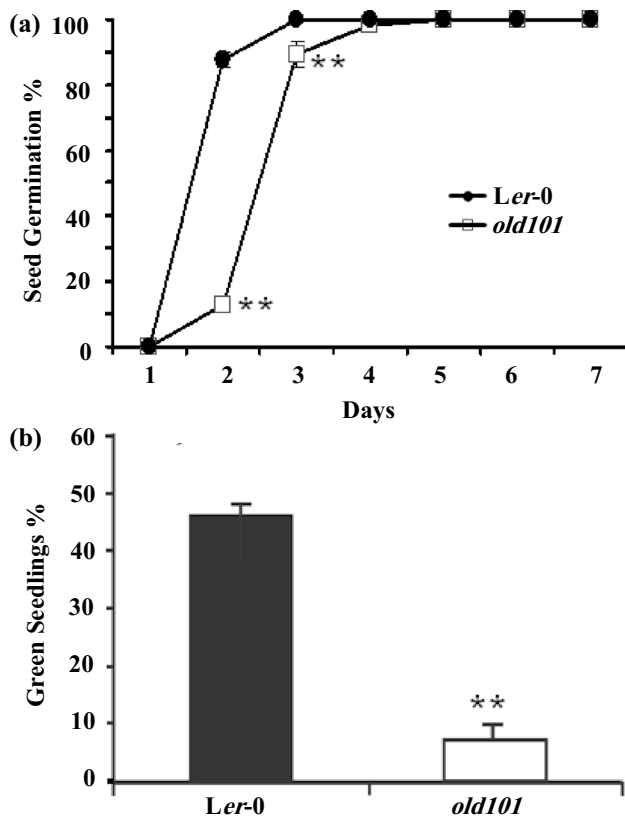 (a)
100
80
60
40
20
0
Seed Germination %
**
**
Ler-0
old101
1 2 3 4 5 6 7
Days
(b)
60
50
40
30
20
10
0
Green Seedlings %
**
Ler-0 old101